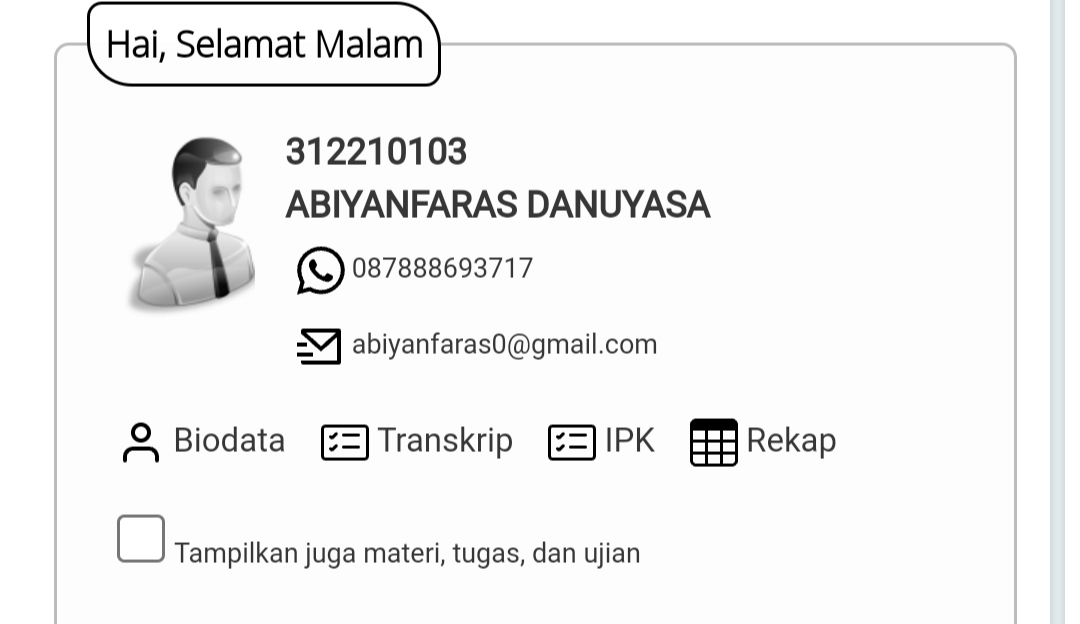 Hai, Selamat Malam
312210103
ABIYANFARAS DANUYASA
087888693717
abiyanfaras0@gmail.com
Biodata Transkrip IPK Rekap
Tampilkan juga materi, tugas, dan ujian